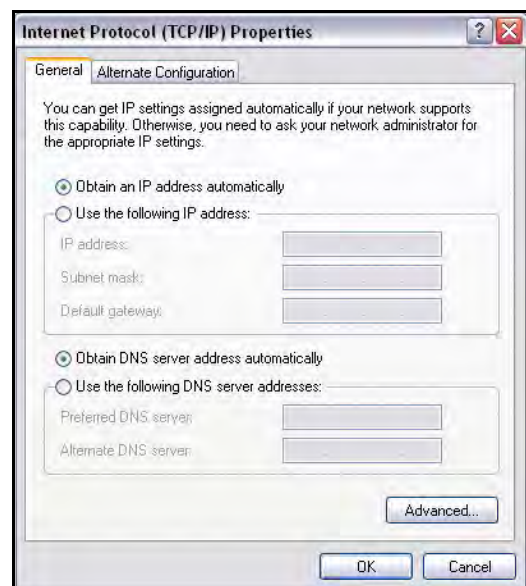 Internet Protocol (TCP/IP) Properties
General
Alternate Configuration
You can get IP settings assigned automatically if your network supports
this capability. Otherwise, you need to ask your network administrator for
the appropriate IP settings.
Obtain an IP address automatically
Use the following IP address:
IP address:
Subnet mask:
Default gateway:
Obtain DNS server address automatically
Use the following DNS server addresses:
Preferred DNS server:
Alternate DNS server:
Advanced...
OK
Cancel